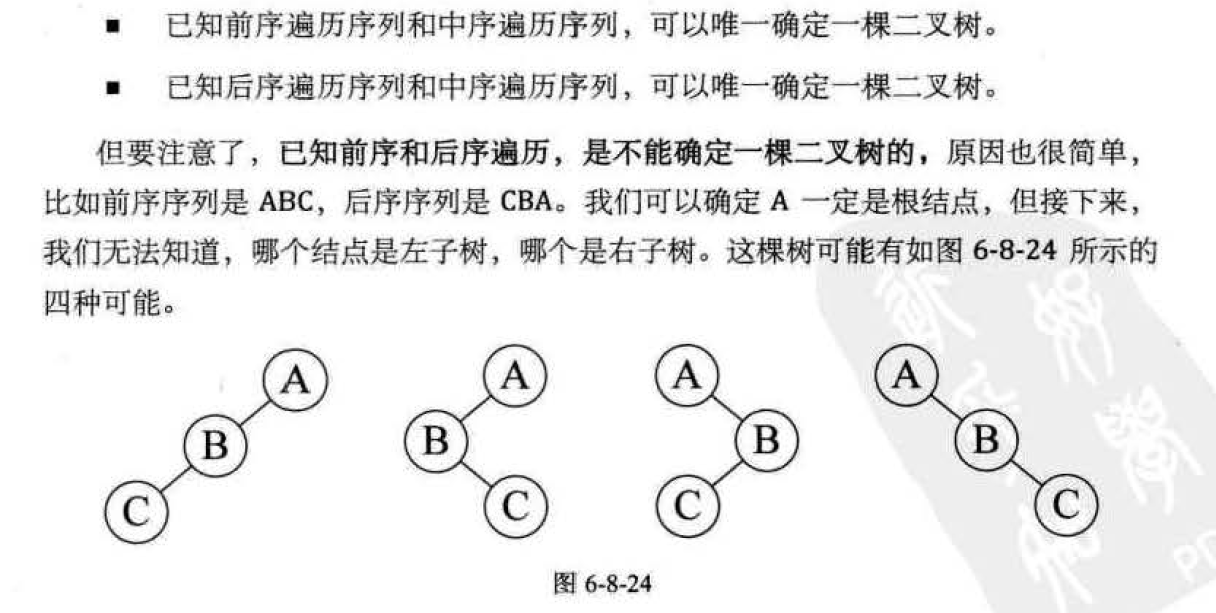 ▪ 已知前序遍历序列和中序遍历序列，可以唯一确定一棵二叉树。
▪ 已知后序遍历序列和中序遍历序列，可以唯一确定一棵二叉树。
但要注意了，已知前序和后序遍历，是不能确定一棵二叉树的，原因也很简单，
比如前序序列是 ABC，后序序列是 CBA。我们可以确定 A 一定是根结点，但接下来，
我们无法知道，哪个结点是左子树，哪个是右子树。这棵树可能有如图 6-8-24 所示的
四种可能。
A A A A
B B B B
C C C C
图 6-8-24